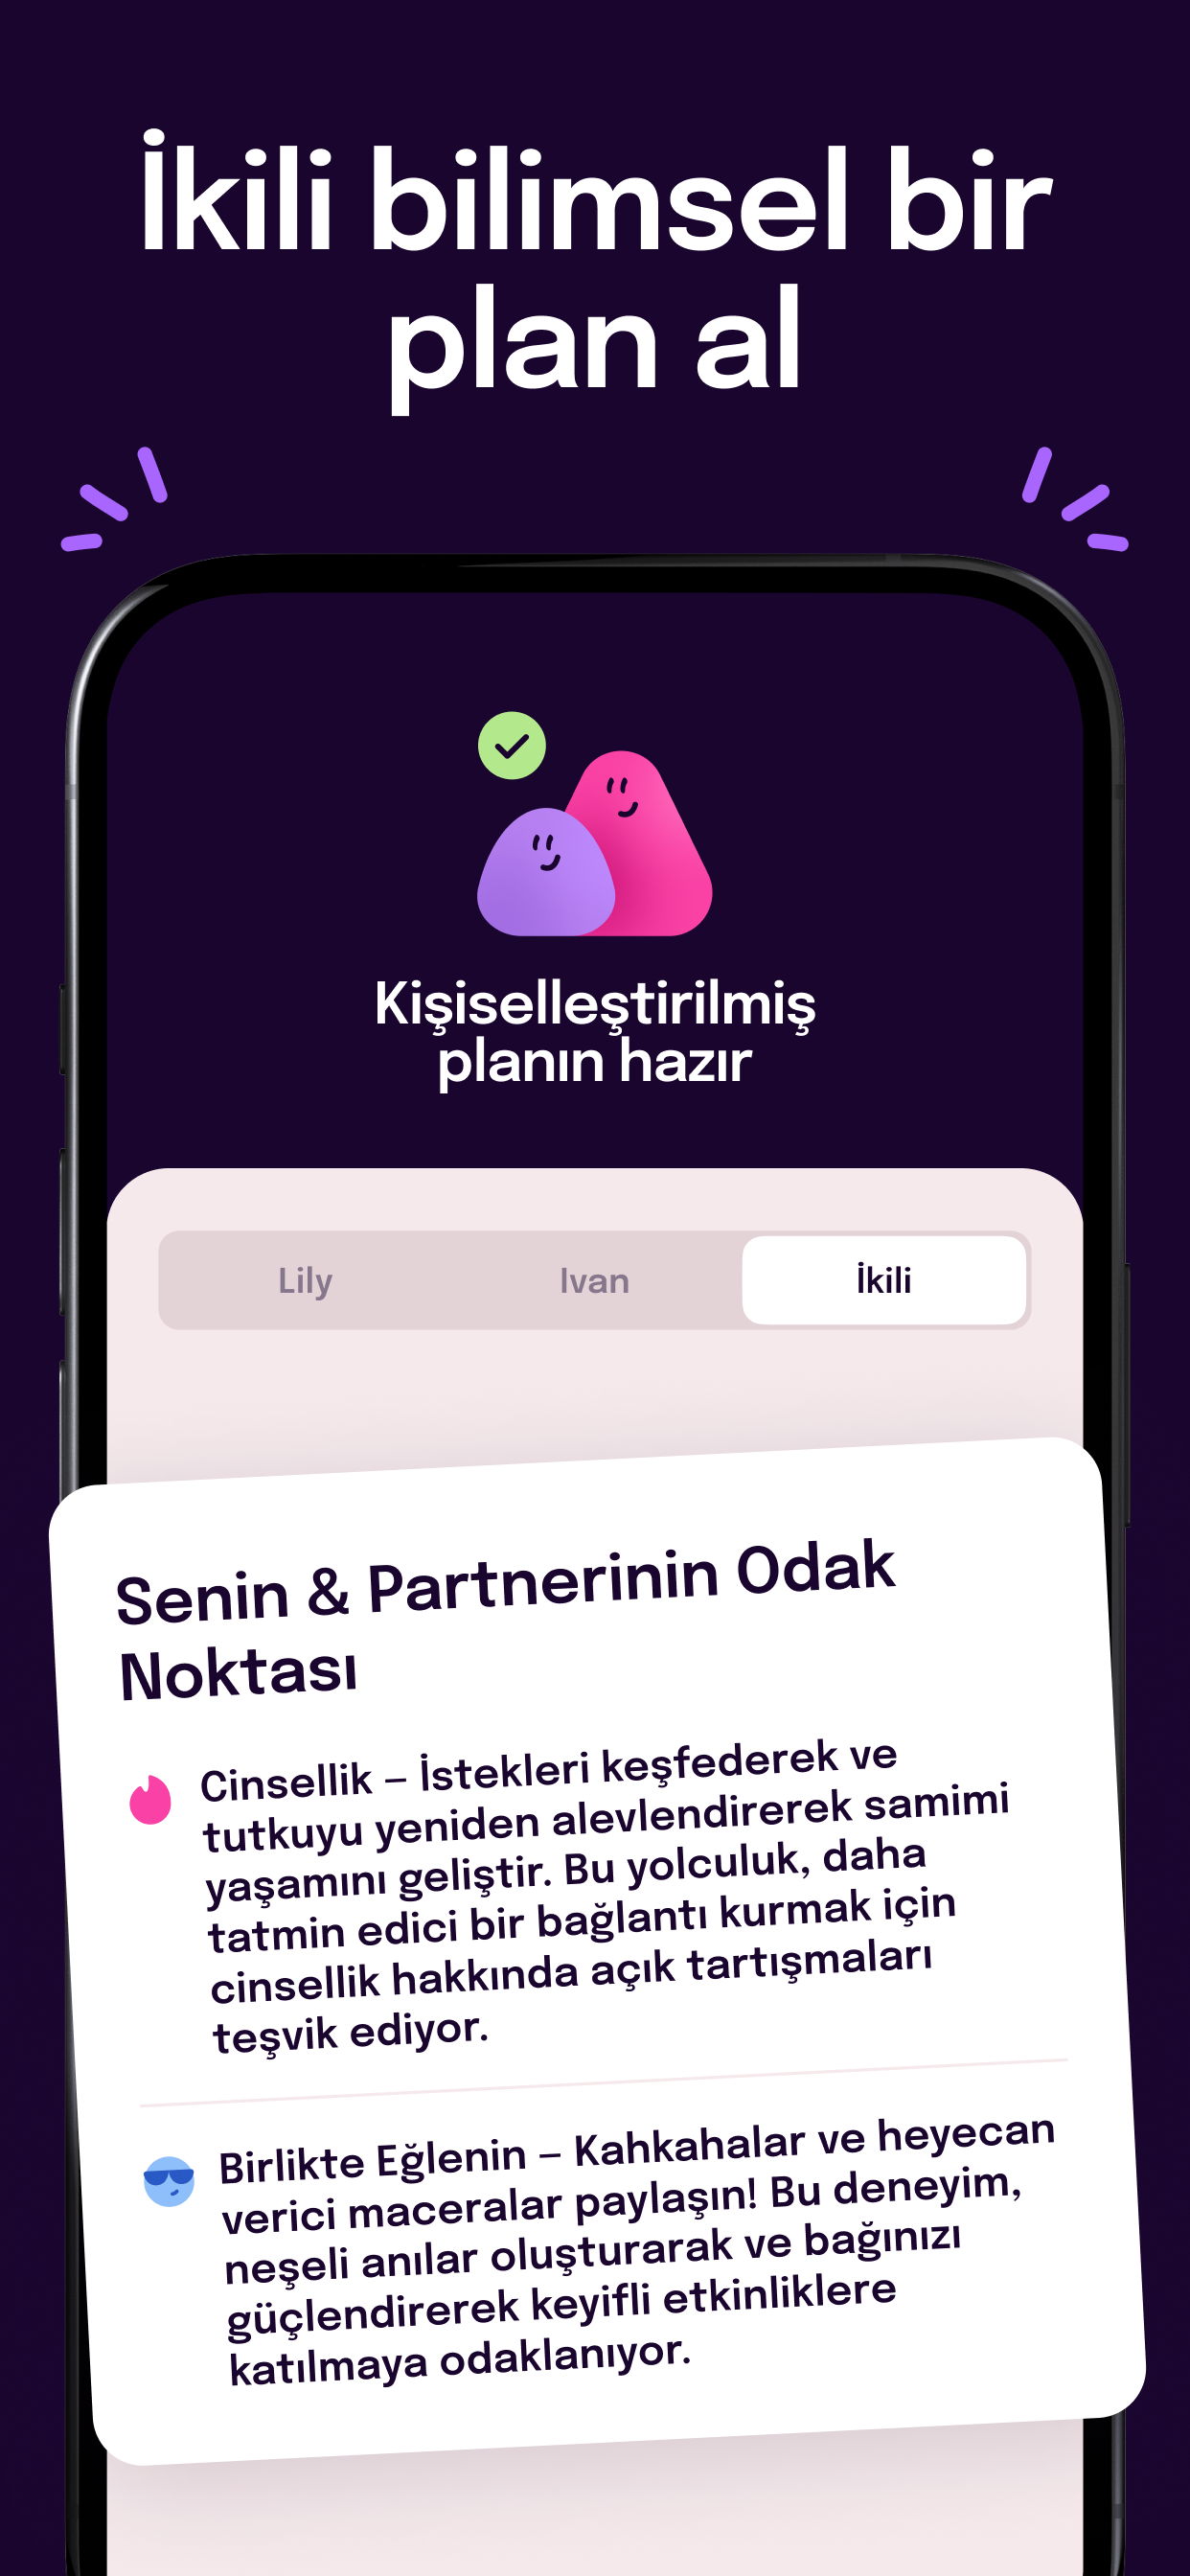 İkili bilimsel bir
plan al
Kişiselleştirilmiş
planın hazır
Lily
Ivan
İkili
Senin & Partnerinin Odak
Noktası
Cinsellik – İstekleri keşfederek ve
tutkuyu yeniden alevlendirerek samimi
yaşamını geliştir. Bu yolculuk, daha
tatmin edici bir bağlantı kurmak için
cinsellik hakkında açık tartışmaları
teşvik ediyor.
Birlikte Eğlenin – Kahkahalar ve heyecan
verici maceralar paylaşın! Bu deneyim,
neşeli anılar oluşturarak ve bağınızı
güçlendirerek keyifli etkinliklere
katılmaya odaklanıyor.